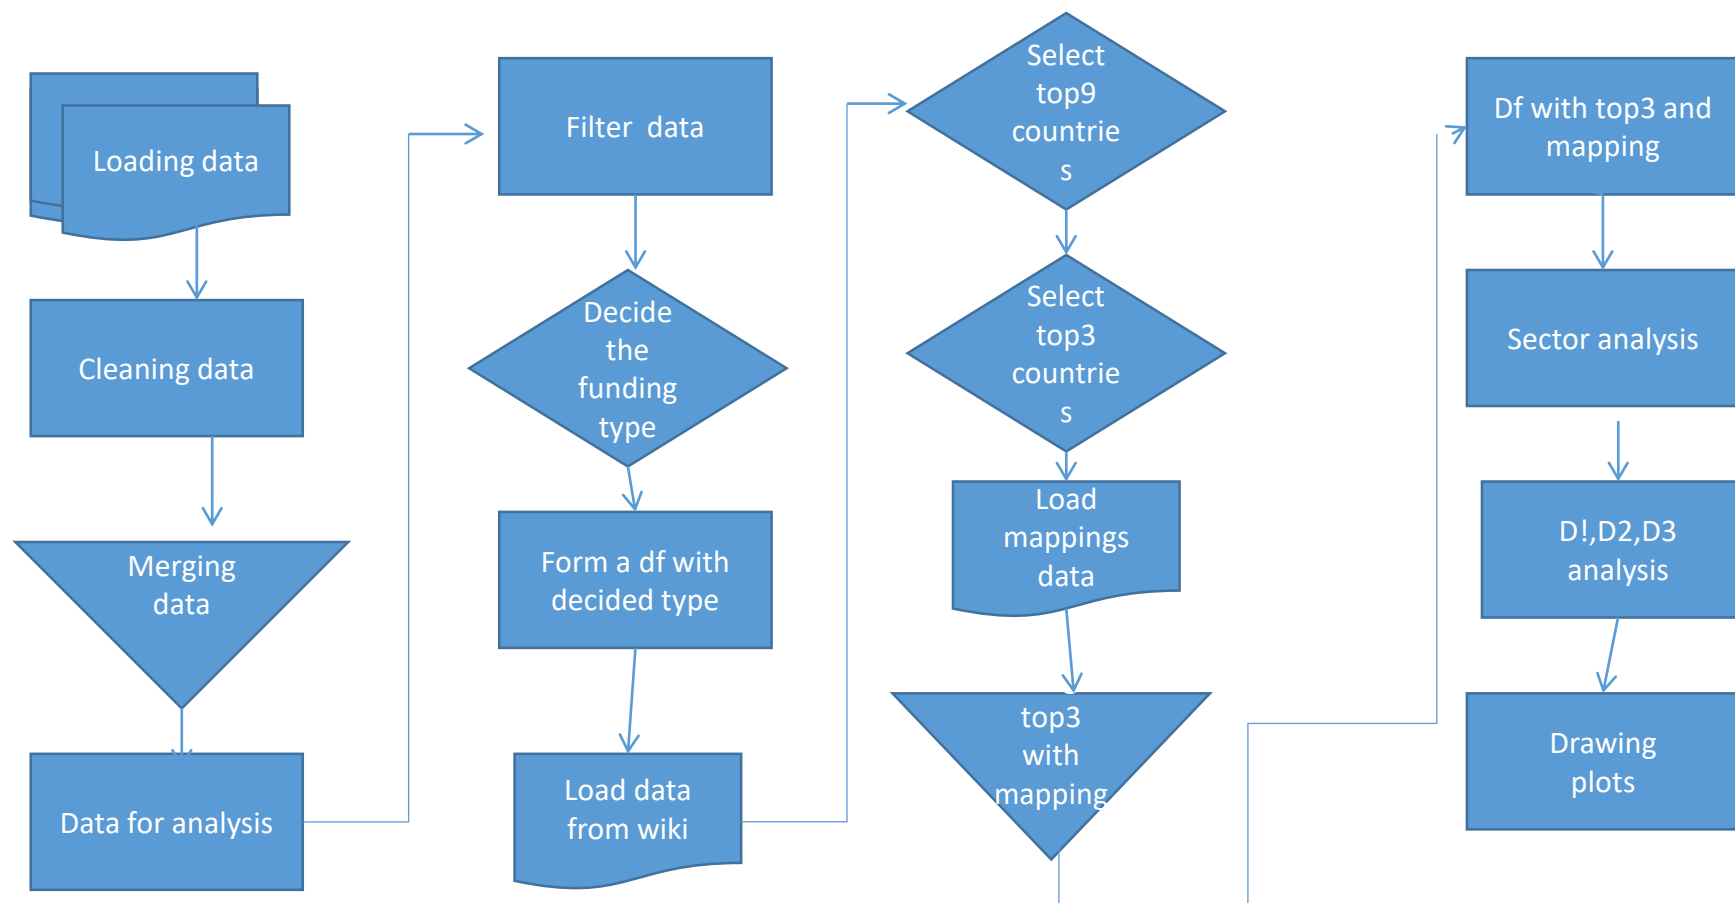 Loading data
Cleaning data
Merging
data
Data for analysis
Filter  data
Decide
the
funding
type
Form a df with
decided type
Load data
from wiki
Select
top9
countrie
s
Select
top3
countrie
s
Load
mappings
data
top3
with
mapping
Df with top3 and
mapping
Sector analysis
D!,D2,D3
analysis
Drawing
plots